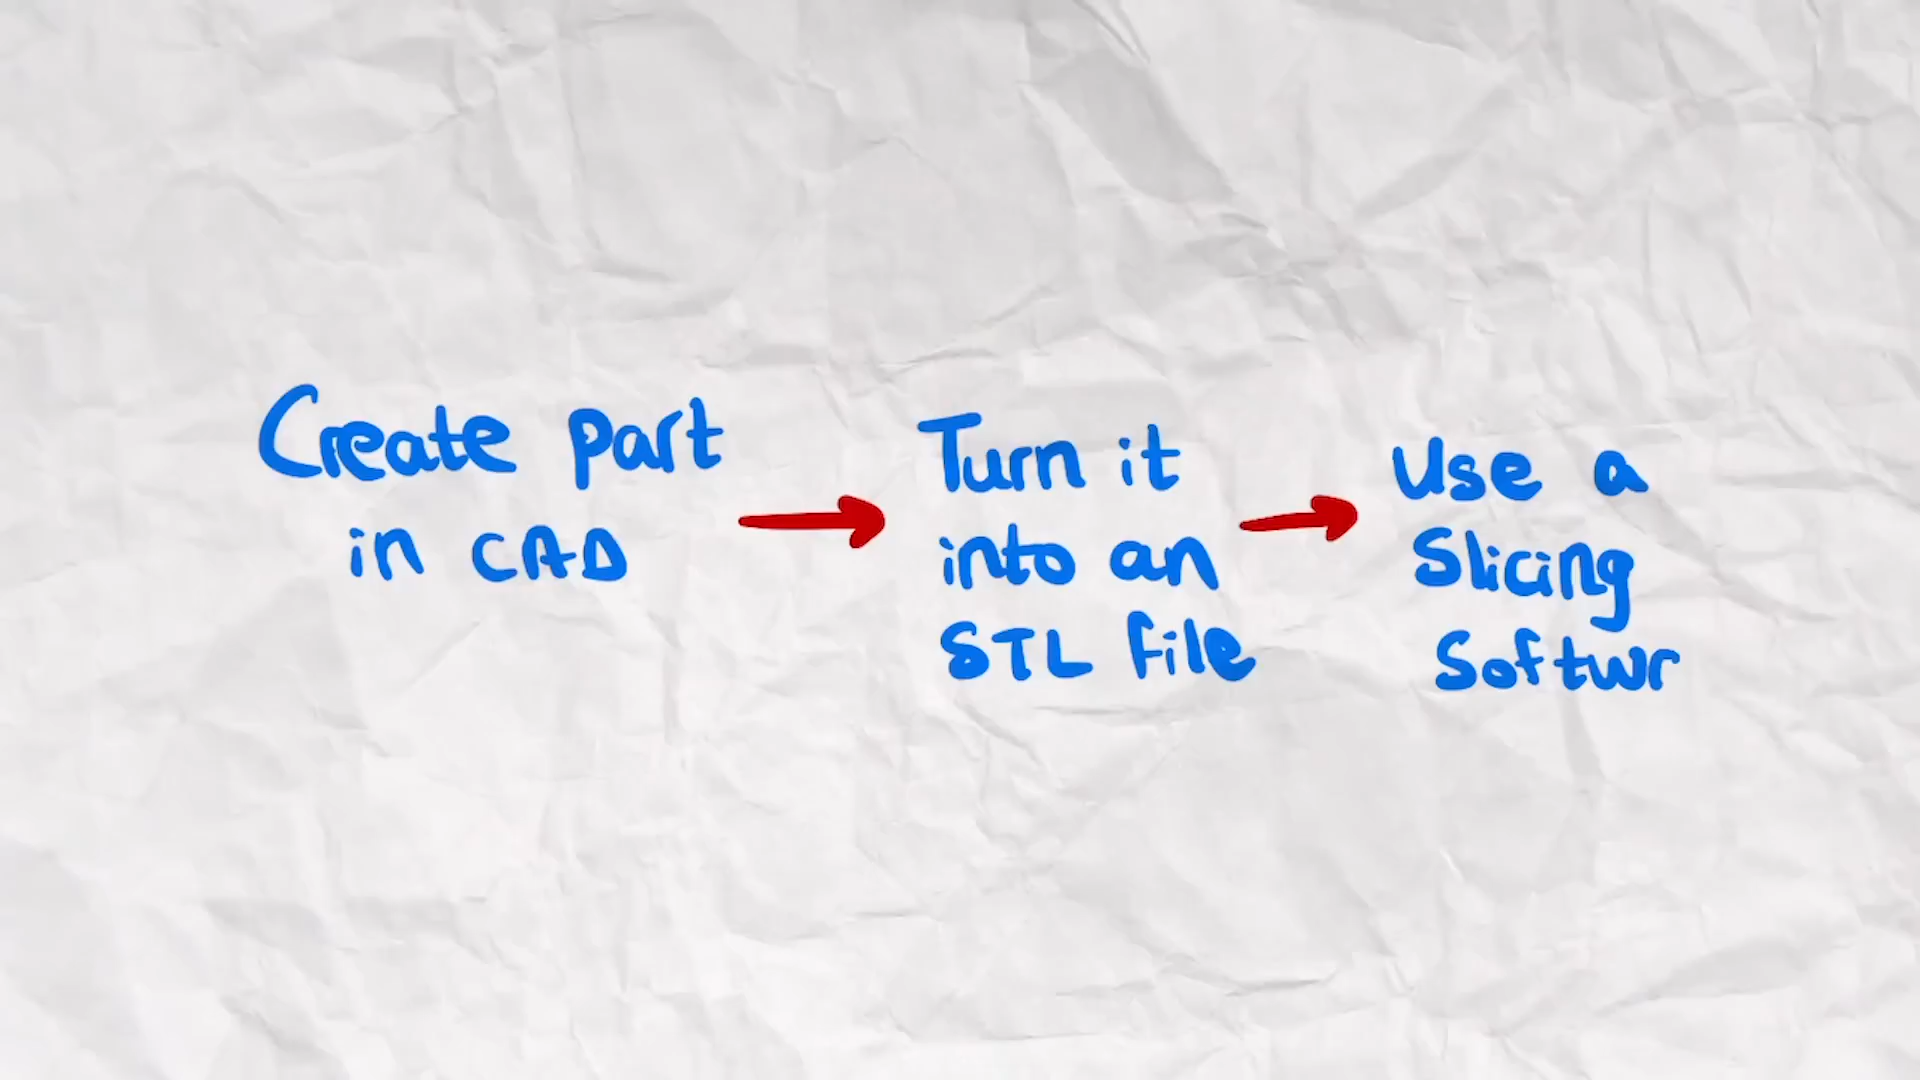 Create part
in CAD
Turn it
into an
STL file
Use a
Slicing
Softwr